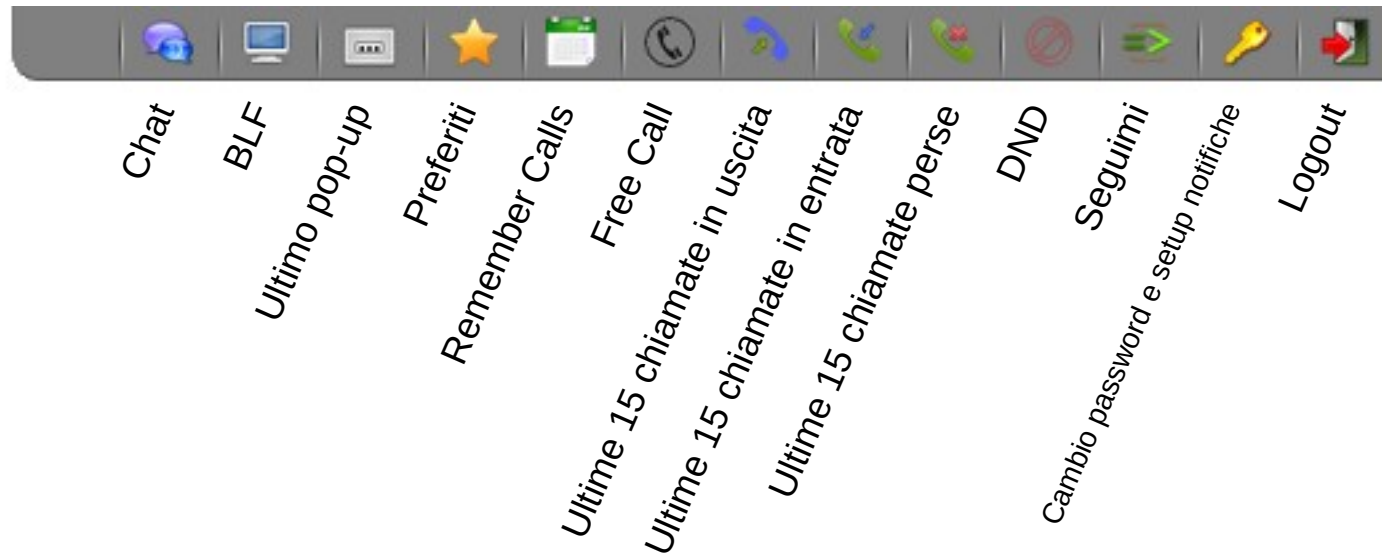 Chat
BLF
Ultimo pop-up
Preferiti
Remember Calls
Free Call
Ultime 15 chiamate in uscita
Ultime 15 chiamate in entrata
Ultime 15 chiamate perse
DND
Seguimi
Cambio password e setup notifiche
Logout